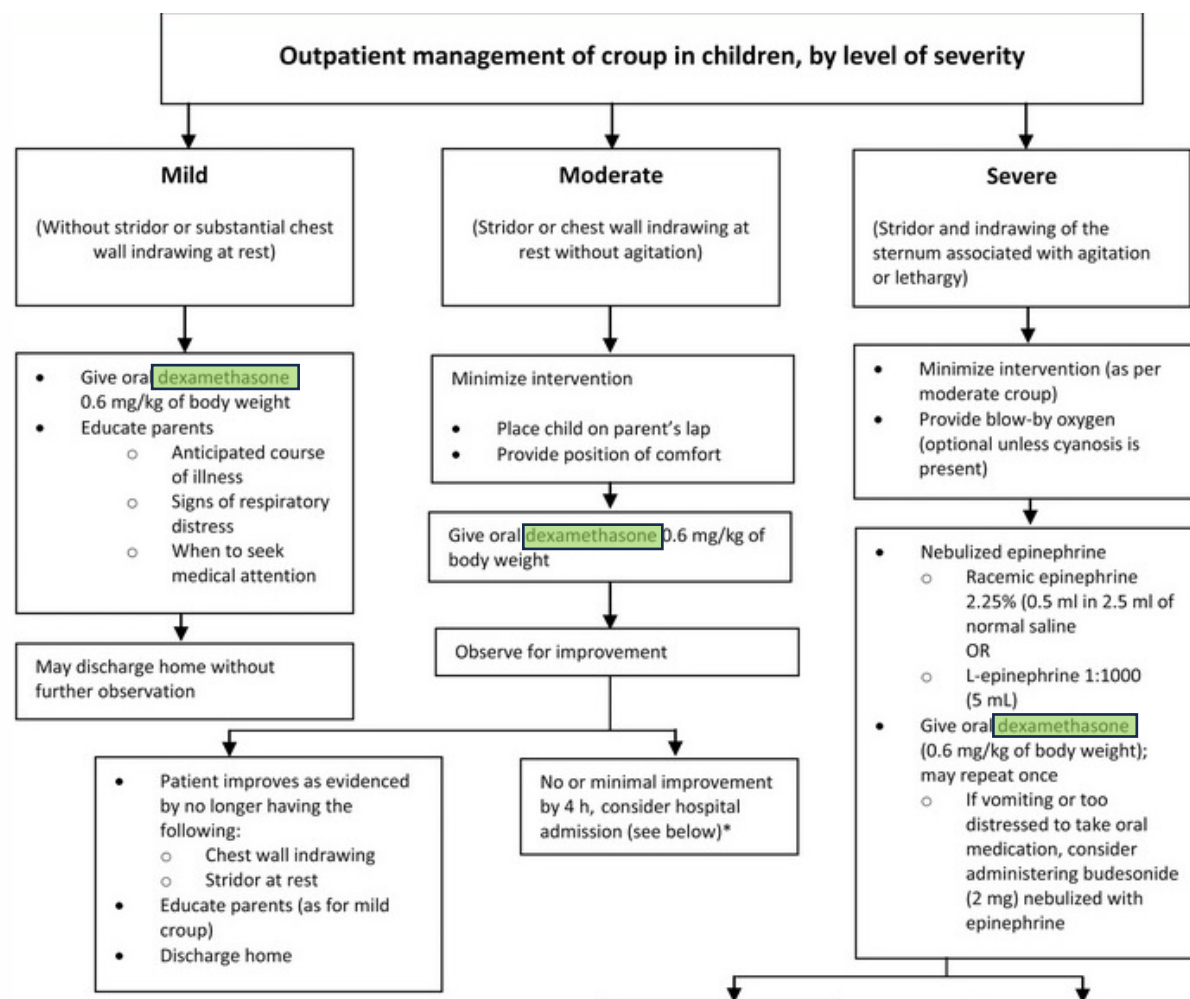 Outpatient management of croup in children, by level of severity
Mild
(Without stridor or substantial chest
wall indrawing at rest)
• Give oral dexamethasone
0.6 mg/kg of body weight
• Educate parents
o Anticipated course
of illness
o Signs of respiratory
distress
o When to seek
medical attention
May discharge home without
further observation
Moderate
(Stridor or chest wall indrawing at
rest without agitation)
Minimize intervention
• Place child on parent's lap
• Provide position of comfort
Give oral dexamethasone 0.6 mg/kg of
body weight
Observe for improvement
• Patient improves as evidenced
by no longer having the
following:
o Chest wall indrawing
o Stridor at rest
• Educate parents (as for mild
croup)
• Discharge home
No or minimal improvement
by 4 h, consider hospital
admission (see below)*
Severe
(Stridor and indrawing of the
sternum associated with agitation
or lethargy)
• Minimize intervention (as per
moderate croup)
• Provide blow-by oxygen
(optional unless cyanosis is
present)
• Nebulized epinephrine
o Racemic epinephrine
2.25% (0.5 ml in 2.5 ml of
normal saline
OR
o L-epinephrine 1:1000
(5 mL)
• Give oral dexamethasone
(0.6 mg/kg of body weight);
may repeat once
o If vomiting or too
distressed to take oral
medication, consider
administering budesonide
(2 mg) nebulized with
epinephrine